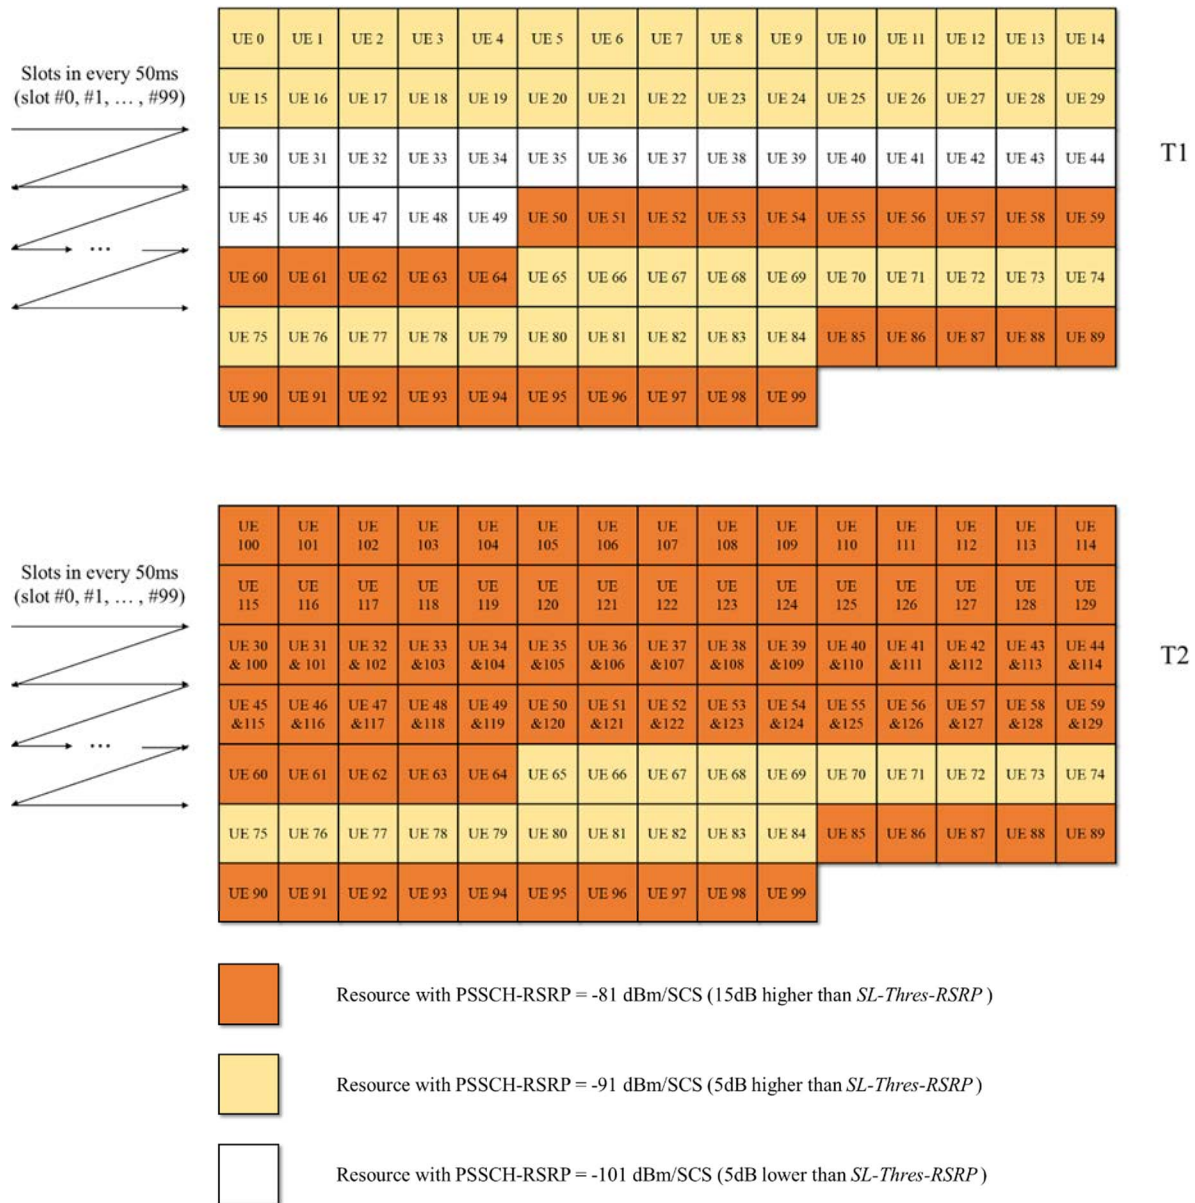 UE 0 UE 1 UE 2 UE 3 UE 4 UE 5 UE 6 UE 7 UE 8 UE 9 UE 10 UE 11 UE 12 UE 13 UE 14
Slots in every 50ms
(slot #0, #1, … , #99)
UE 15 UE 16 UE 17 UE 18 UE 19 UE 20 UE 21 UE 22 UE 23 UE 24 UE 25 UE 26 UE 27 UE 28 UE 29
UE 30 UE 31 UE 32 UE 33 UE 34 UE 35 UE 36 UE 37 UE 38 UE 39 UE 40 UE 41 UE 42 UE 43 UE 44
T1
UE 45 UE 46 UE 47 UE 48 UE 49 UE 50 UE 51 UE 52 UE 53 UE 54 UE 55 UE 56 UE 57 UE 58 UE 59
…
UE 60 UE 61 UE 62 UE 63 UE 64 UE 65 UE 66 UE 67 UE 68 UE 69 UE 70 UE 71 UE 72 UE 73 UE 74
UE 75 UE 76 UE 77 UE 78 UE 79 UE 80 UE 81 UE 82 UE 83 UE 84 UE 85 UE 86 UE 87 UE 88 UE 89
UE 90 UE 91 UE 92 UE 93 UE 94 UE 95 UE 96 UE 97 UE 98 UE 99
UE UE UE UE UE UE UE UE UE UE UE UE UE UE UE
100 101 102 103 104 105 106 107 108 109 110 111 112 113 114
Slots in every 50ms
(slot #0, #1, … , #99)
UE UE UE UE UE UE UE UE UE UE UE UE UE UE UE
115 116 117 118 119 120 121 122 123 124 125 126 127 128 129
UE 30 UE 31 UE 32 UE 33 UE 34 UE 35 UE 36 UE 37 UE 38 UE 39 UE 40 UE 41 UE 42 UE 43 UE 44
& 100 & 101 & 102 &103 &104 &105 &106 &107 &108 &109 &110 &111 &112 &113 &114
T2
UE 45 UE 46 UE 47 UE 48 UE 49 UE 50 UE 51 UE 52 UE 53 UE 54 UE 55 UE 56 UE 57 UE 58 UE 59
&115 &116 &117 &118 &119 &120 &121 &122 &123 &124 &125 &126 &127 &128 &129
…
UE 60 UE 61 UE 62 UE 63 UE 64 UE 65 UE 66 UE 67 UE 68 UE 69 UE 70 UE 71 UE 72 UE 73 UE 74
UE 75 UE 76 UE 77 UE 78 UE 79 UE 80 UE 81 UE 82 UE 83 UE 84 UE 85 UE 86 UE 87 UE 88 UE 89
UE 90 UE 91 UE 92 UE 93 UE 94 UE 95 UE 96 UE 97 UE 98 UE 99
Resource with PSSCH-RSRP = -81 dBm/SCS (15dB higher than SL-Thres-RSRP )
Resource with PSSCH-RSRP = -91 dBm/SCS (5dB higher than SL-Thres-RSRP )
Resource with PSSCH-RSRP = -101 dBm/SCS (5dB lower than SL-Thres-RSRP )